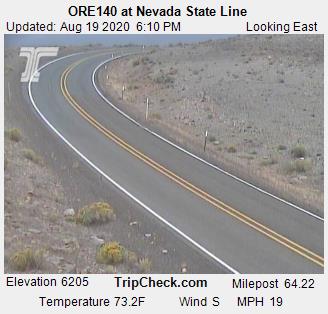 ORE140 at Nevada State Line
Updated: Aug 19 2020 6:10 PM Looking East
Elevation 6205 TripCheck.com Milepost 64.22
Temperature 73.2F Wind S MPH 19